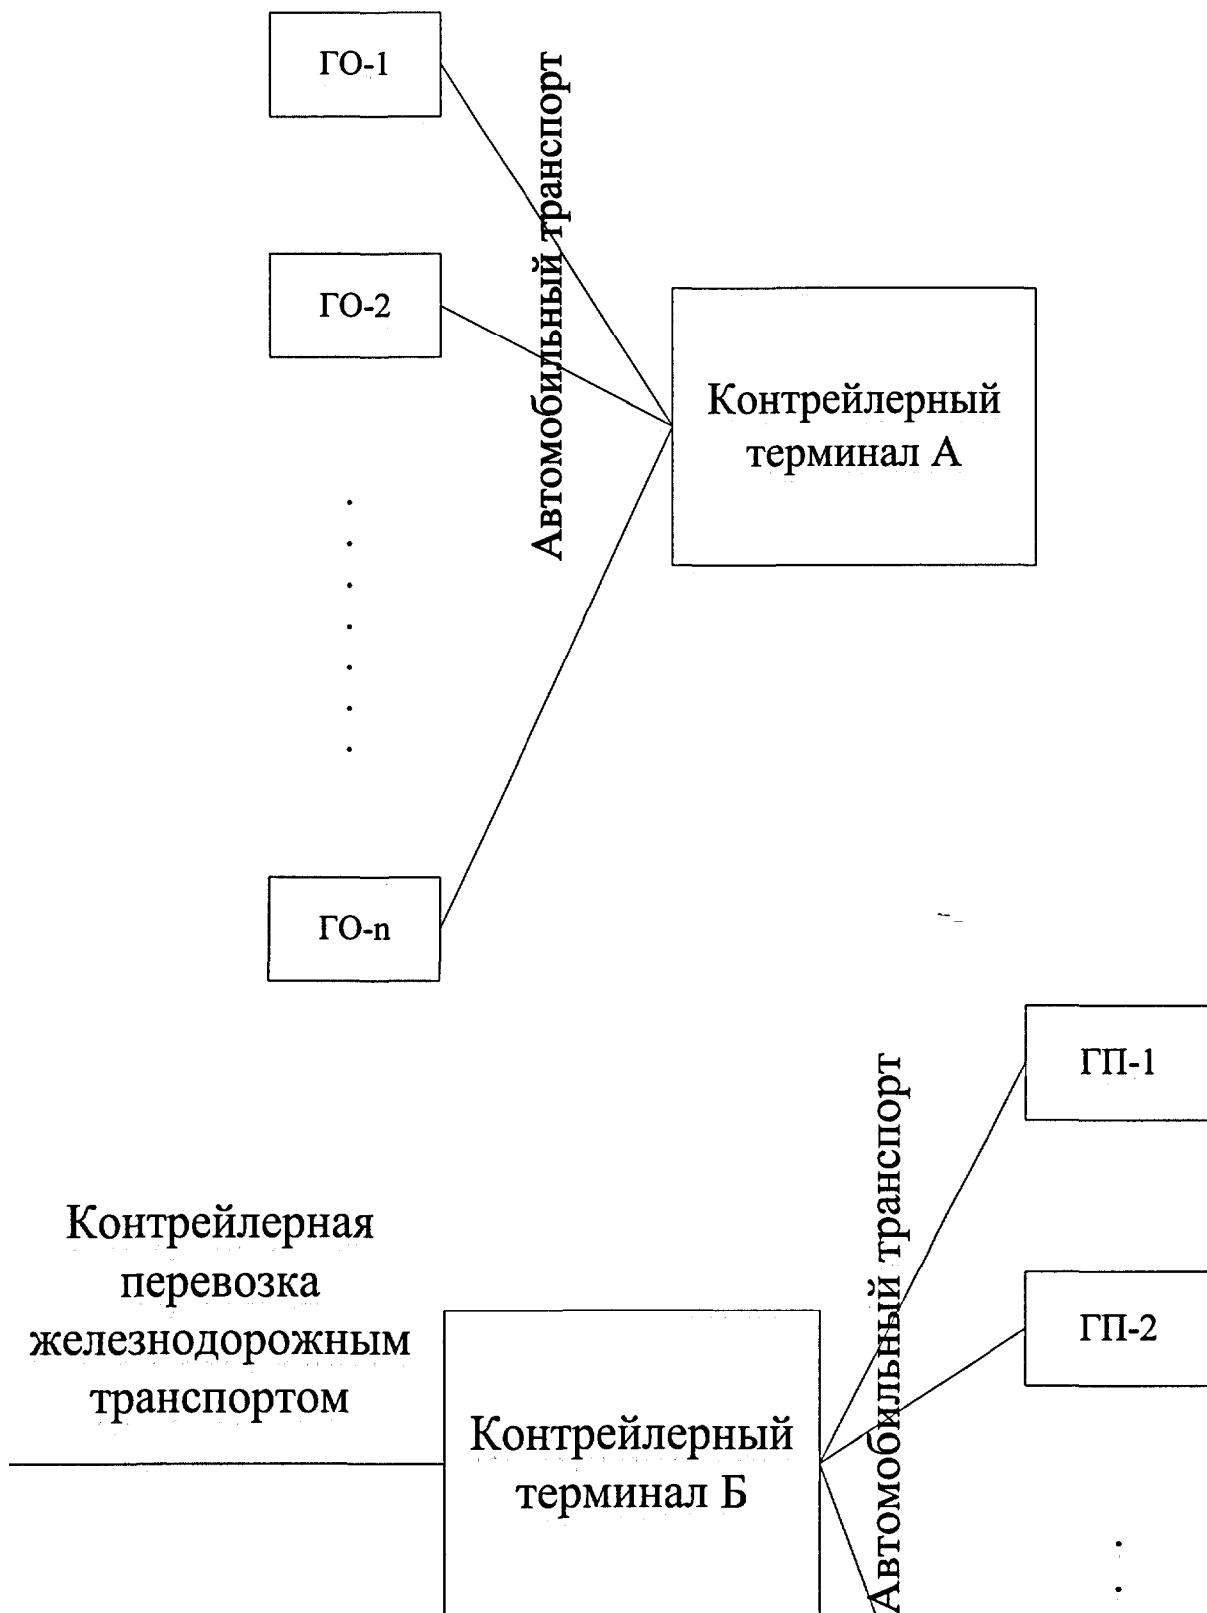 ГО-1
Автомобильный транспорт
ГО-2
Контрейлерный
терминал А
ГО-n
ГП-1
Автомобильный транспорт
Контрейлерная
перевозка
железнодорожным
транспортом
ГП-2
Контрейлерный
терминал Б